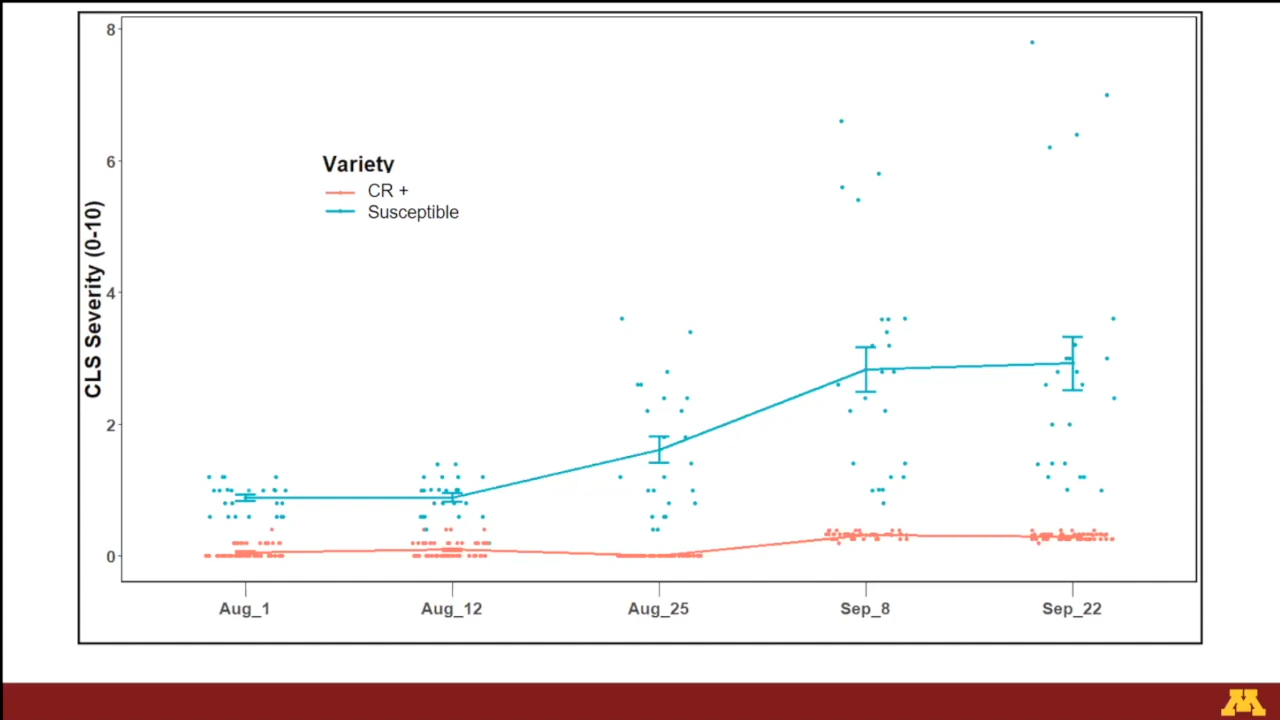 8
6
4
2
0
CLS Severity (0-10)
Variety
CR +
Susceptible
Aug_1
Aug_12
Aug_25
Sep_8
Sep_22
M